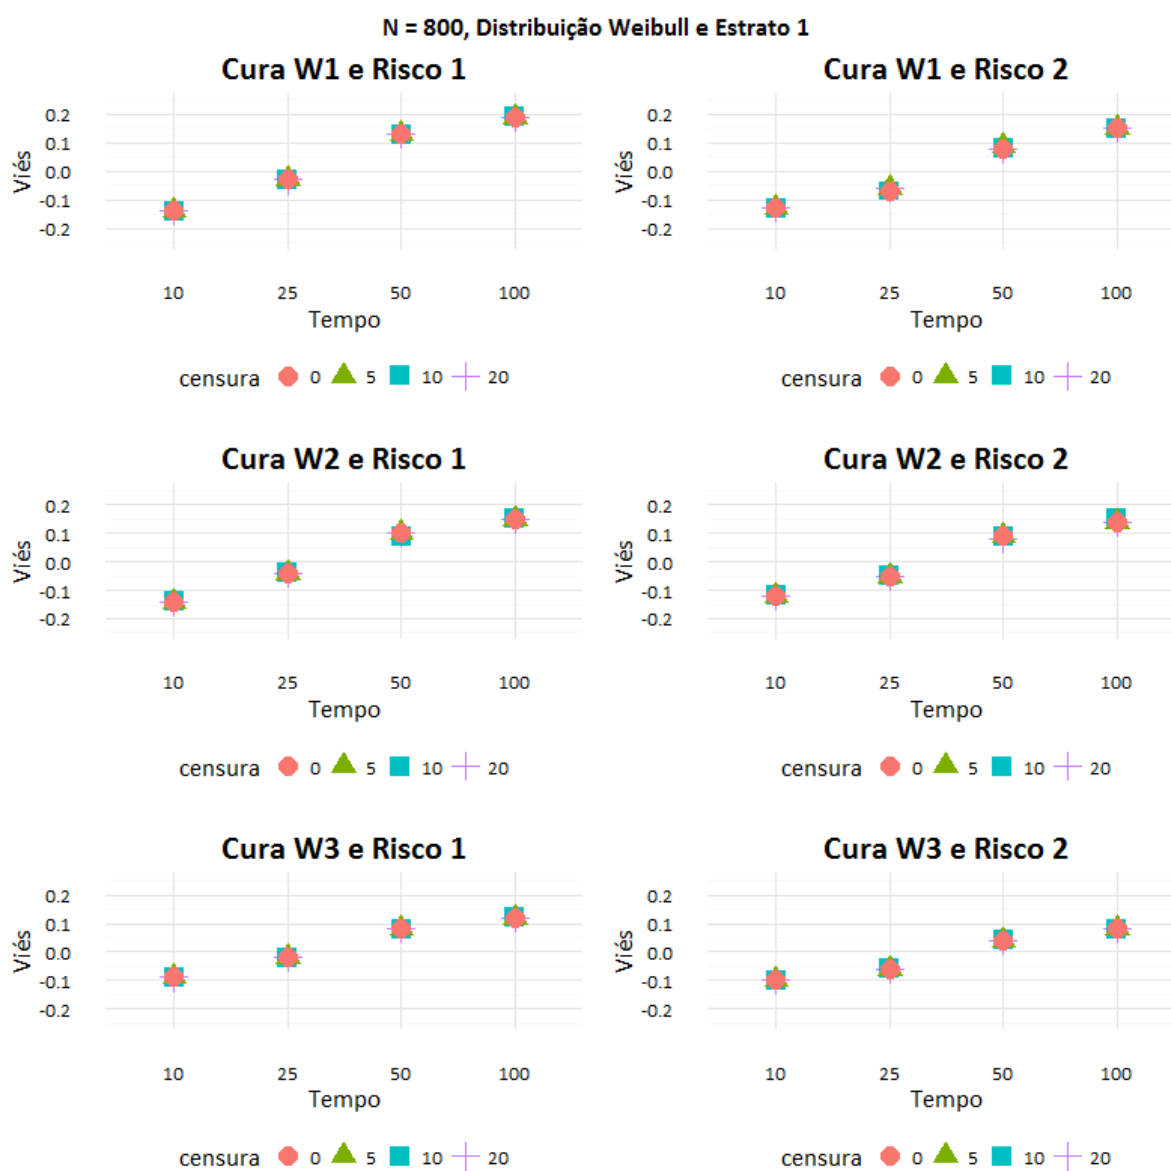 N = 800, Distribuição Weibull e Estrato 1
Cura W1 e Risco 1
Viés
0.2
0.1
0.0
-0.1
-0.2
10 25 50 100
Tempo
censura 0 5 10 20
Cura W1 e Risco 2
Viés
0.2
0.1
0.0
-0.1
-0.2
10 25 50 100
Tempo
censura 0 5 10 20
Cura W2 e Risco 1
Viés
0.2
0.1
0.0
-0.1
-0.2
10 25 50 100
Tempo
censura 0 5 10 20
Cura W2 e Risco 2
Viés
0.2
0.1
0.0
-0.1
-0.2
10 25 50 100
Tempo
censura 0 5 10 20
Cura W3 e Risco 1
Viés
0.2
0.1
0.0
-0.1
-0.2
10 25 50 100
Tempo
censura 0 5 10 20
Cura W3 e Risco 2
Viés
0.2
0.1
0.0
-0.1
-0.2
10 25 50 100
Tempo
censura 0 5 10 20